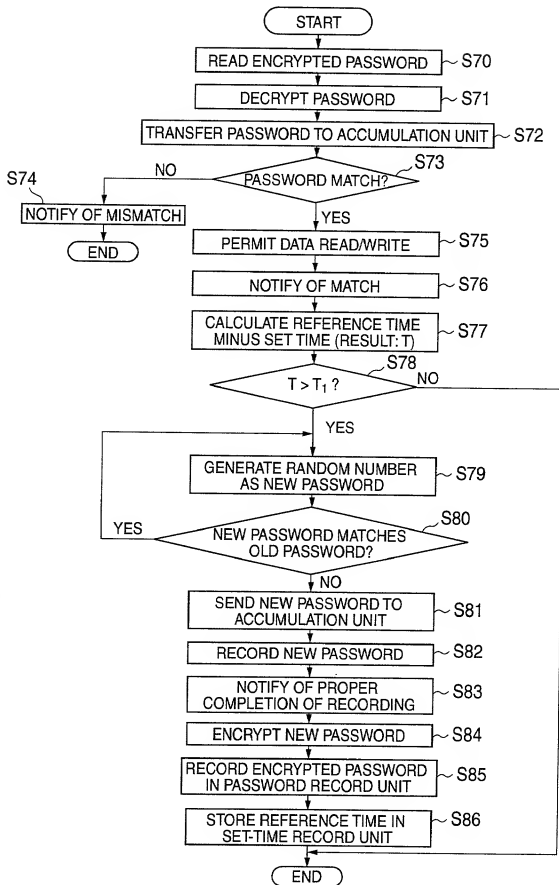 START
READ ENCRYPTED PASSWORD
S70
DECRYPT PASSWORD
S71
TRANSFER PASSWORD TO ACCUMULATION UNIT
S72
S73
PASSWORD MATCH?
NO
S74
NOTIFY OF MISMATCH
END
YES
PERMIT DATA READ/WRITE
S75
NOTIFY OF MATCH
S76
CALCULATE REFERENCE TIME
MINUS SET TIME (RESULT: T)
S77
S78
T > T1 ?
NO
YES
GENERATE RANDOM NUMBER
AS NEW PASSWORD
S79
S80
YES
NEW PASSWORD MATCHES
OLD PASSWORD?
NO
SEND NEW PASSWORD TO
ACCUMULATION UNIT
S81
RECORD NEW PASSWORD
S82
NOTIFY OF PROPER
COMPLETION OF RECORDING
S83
ENCRYPT NEW PASSWORD
S84
RECORD ENCRYPTED PASSWORD
IN PASSWORD RECORD UNIT
S85
STORE REFERENCE TIME IN
SET-TIME RECORD UNIT
S86
END